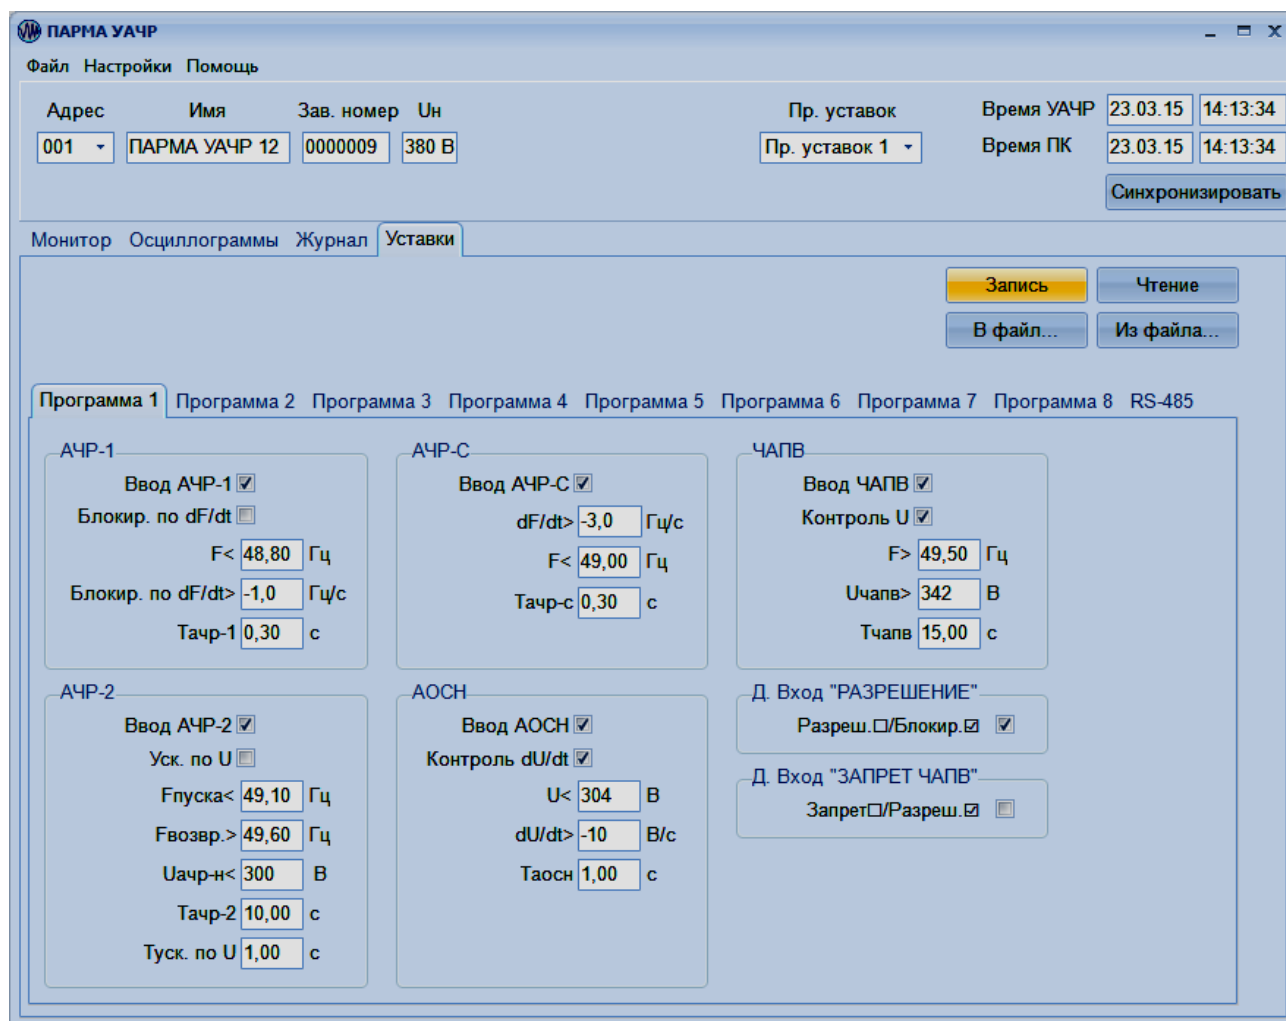 ПАРМА УАЧР
Файл Настройки Помощь
Адрес Имя Зав. номер Uн Пр. уставок Время УАЧР 23.03.15 14:13:34
001 ПАРМА УАЧР 12 0000009 380 В Пр. уставок 1 Время ПК 23.03.15 14:13:34
Синхронизировать
Монитор Осциллограммы Журнал Уставки
Запись Чтение
В файл... Из файла...
Программа 1 Программа 2 Программа 3 Программа 4 Программа 5 Программа 6 Программа 7 Программа 8 RS-485
АЧР-1
Ввод АЧР-1
Блокир. по dF/dt
F< 48,80 Гц
Блокир. по dF/dt> -1,0 Гц/с
Тачр-1 0,30 с
АЧР-С
Ввод АЧР-С
dF/dt> -3,0 Гц/с
F< 49,00 Гц
Тачр-с 0,30 с
ЧАПВ
Ввод ЧАПВ
Контроль U
F> 49,50 Гц
Uчапв> 342 В
Тчапв 15,00 с
АЧР-2
Ввод АЧР-2
Уск. по U
Fпуска< 49,10 Гц
Fвозвр.> 49,60 Гц
Uачр-н< 300 В
Тачр-2 10,00 с
Туск. по U 1,00 с
АОСН
Ввод АОСН
Контроль dU/dt
U< 304 В
dU/dt> -10 В/с
Таосн 1,00 с
Д. Вход "РАЗРЕШЕНИЕ"
Разреш.☐/Блокир.☑
Д. Вход "ЗАПРЕТ ЧАПВ"
Запрет☐/Разреш.☑